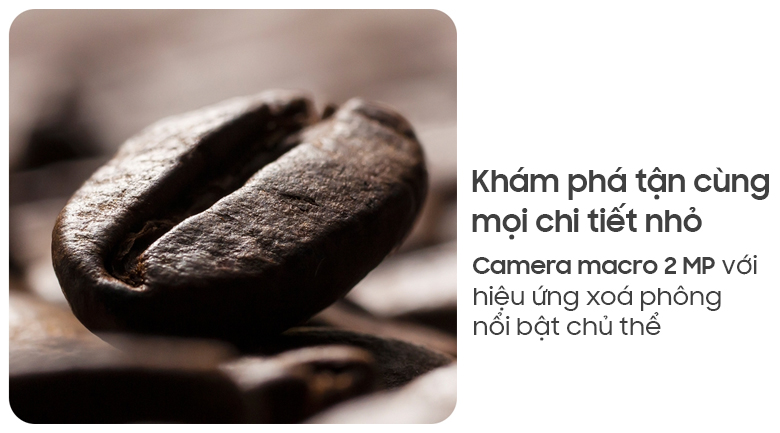 Khám phá tận cùng
mọi chi tiết nhỏ
Camera macro 2 MP với
hiệu ứng xoá phông
nổi bật chủ thể